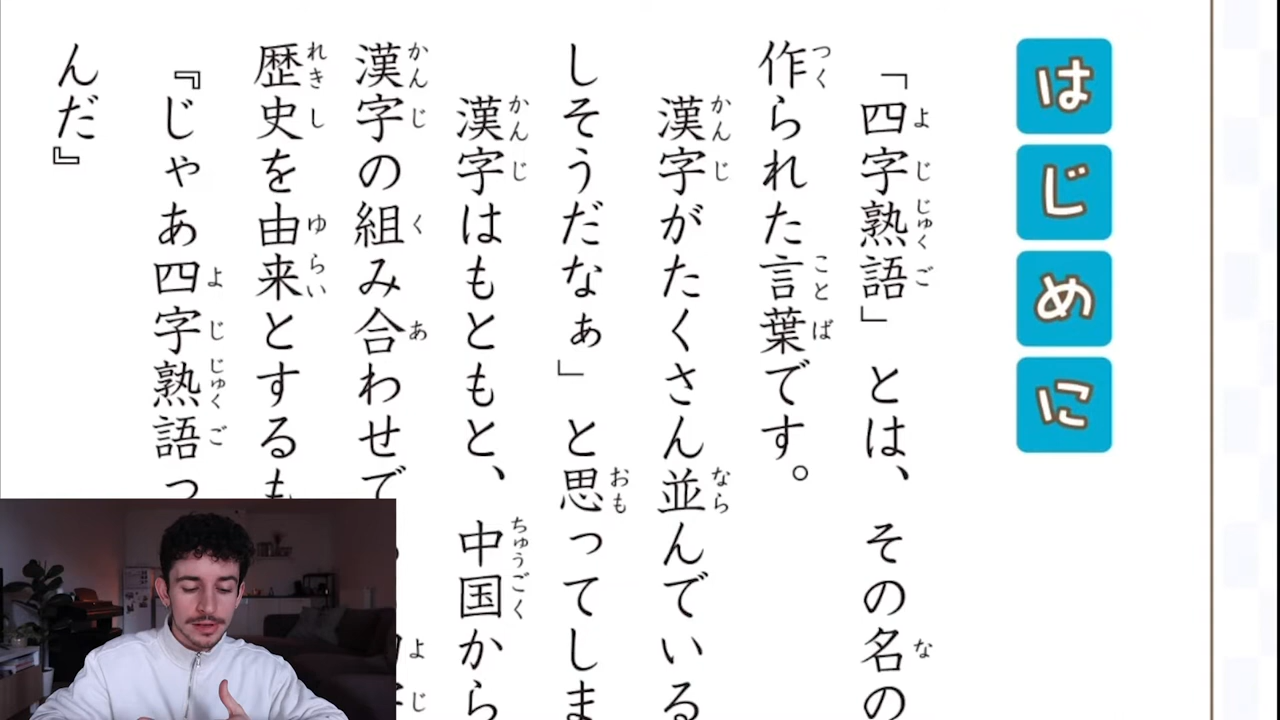 はじめに
「四字熟語」とは、その名の
作られた言葉です。
漢字がたくさん並んでいる
しそうだなぁ」と思ってしま
漢字はもともと、中国から
漢字の組み合わせで
歴史を由来とするも
『じゃあ四字熟語っ
んだ』